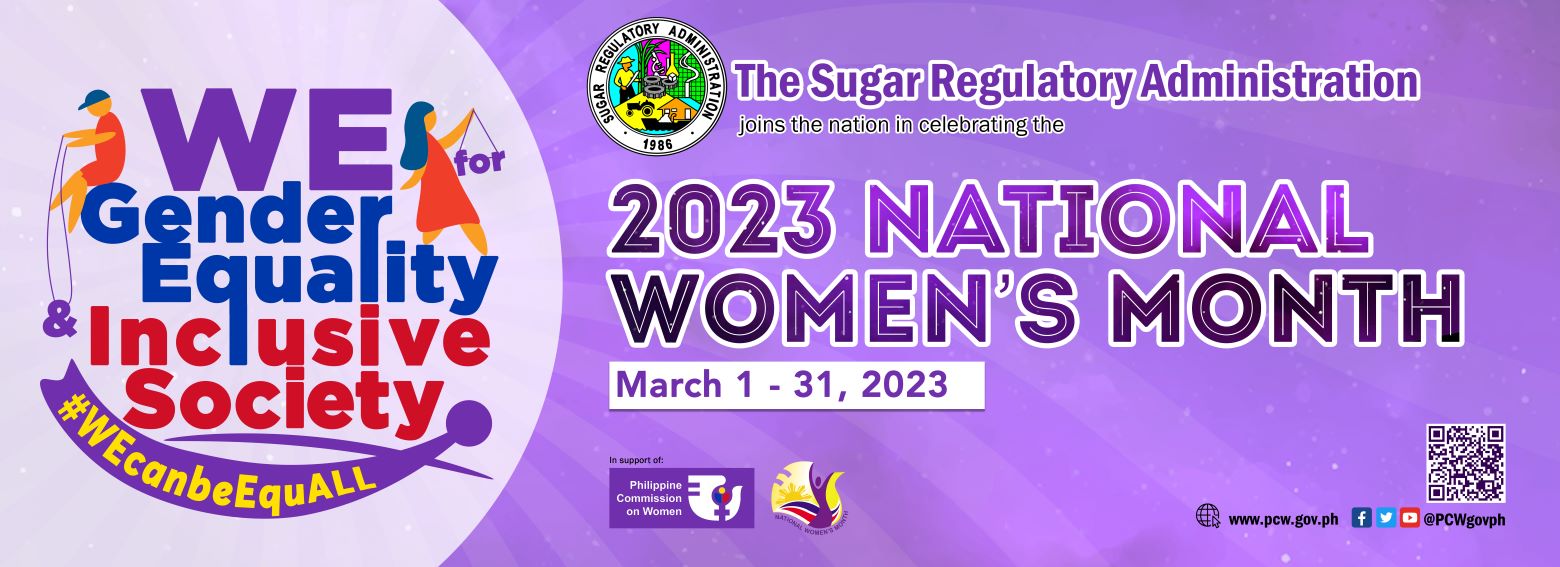 WE
for
Gender
Equality
& Inclusive
Society
#WEcanbeEquALL
SUGAR REGULATORY ADMINISTRATION
1986
The Sugar Regulatory Administration
joins the nation in celebrating the
2023 NATIONAL
WOMEN'S MONTH
March 1 - 31, 2023
In support of:
Philippine
Commission
on Women
NATIONAL WOMEN'S MONTH
www.pcw.gov.ph
@PCWgovph